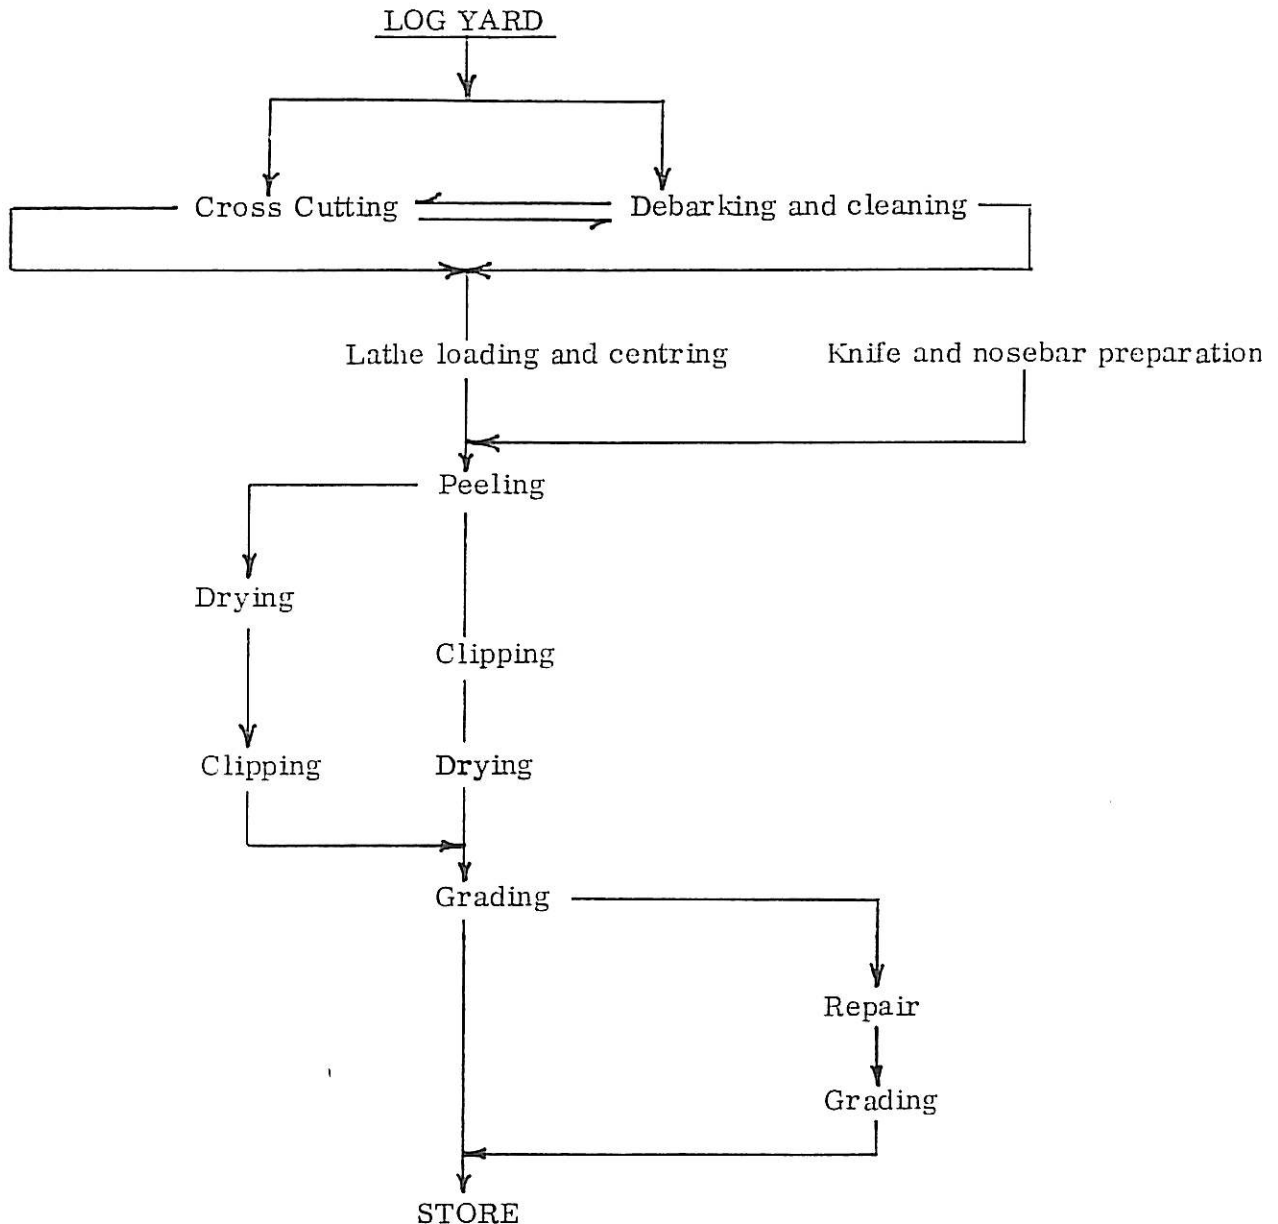 LOG YARD
Cross Cutting
Debarking and cleaning
Lathe loading and centring
Knife and nosebar preparation
Peeling
Drying
Clipping
Clipping
Drying
Grading
Repair
Grading
STORE